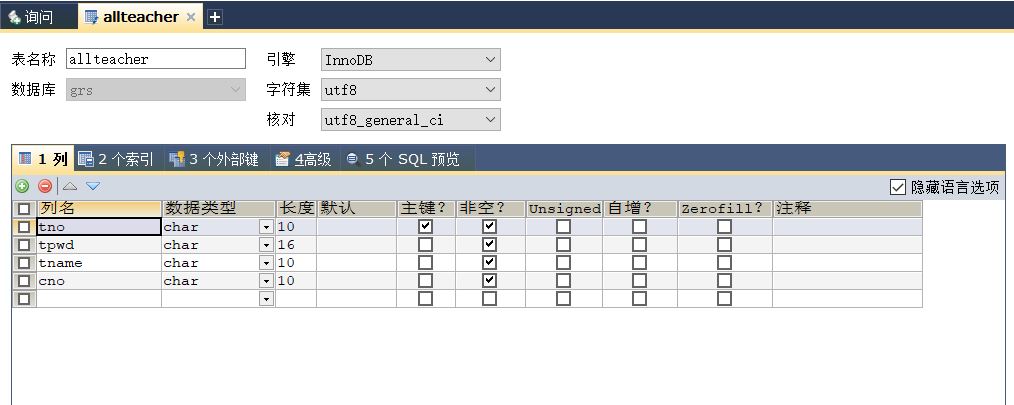 询问 allteacher
表名称 allteacher 引擎 InnoDB
数据库 grs 字符集 utf8
核对 utf8_general_ci
1 列 2 个索引 3 个外部键 4高级 5 个 SQL 预览
隐藏语言选项
列名 数据类型 长度 默认 主键？ 非空？ Unsigned 自增？ Zerofill？ 注释
tno char 10
tpwd char 16
tname char 10
cno char 10